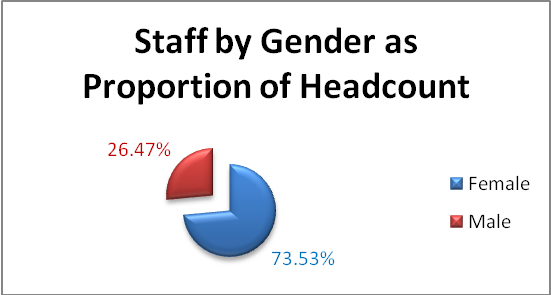 Staff by Gender as
Proportion of Headcount
26.47%
Female
Male
73.53%